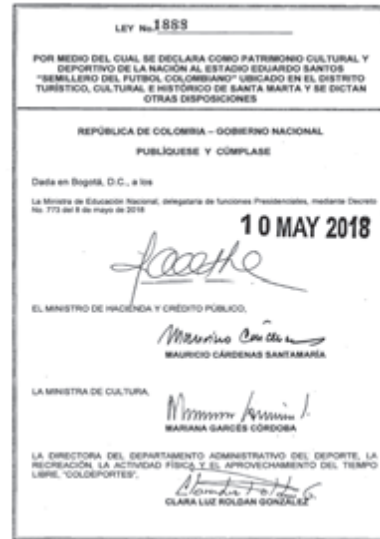 LEY No. 1888
POR MEDIO DEL CUAL SE DECLARA COMO PATRIMONIO CULTURAL Y
DEPORTIVO DE LA NACIÓN AL ESTADIO EDUARDO SANTOS
"SEMILLERO DEL FUTBOL COLOMBIANO" UBICADO EN EL DISTRITO
TURÍSTICO, CULTURAL E HISTÓRICO DE SANTA MARTA Y SE DICTAN
OTRAS DISPOSICIONES
REPÚBLICA DE COLOMBIA – GOBIERNO NACIONAL
PUBLÍQUESE Y CÚMPLASE
Dada en Bogotá, D.C., a los
La Ministra de Educación Nacional, delegataria de funciones Presidenciales, mediante Decreto
No. 773 del 8 de mayo de 2018
10 MAY 2018
EL MINISTRO DE HACIENDA Y CRÉDITO PÚBLICO,
MAURICIO CÁRDENAS SANTAMARÍA
LA MINISTRA DE CULTURA,
MARIANA GARCÉS CÓRDOBA
LA DIRECTORA DEL DEPARTAMENTO ADMINISTRATIVO DEL DEPORTE, LA
RECREACIÓN, LA ACTIVIDAD FÍSICA Y EL APROVECHAMIENTO DEL TIEMPO
LIBRE, "COLDEPORTES",
CLARA LUZ ROLDAN GONZÁLEZ